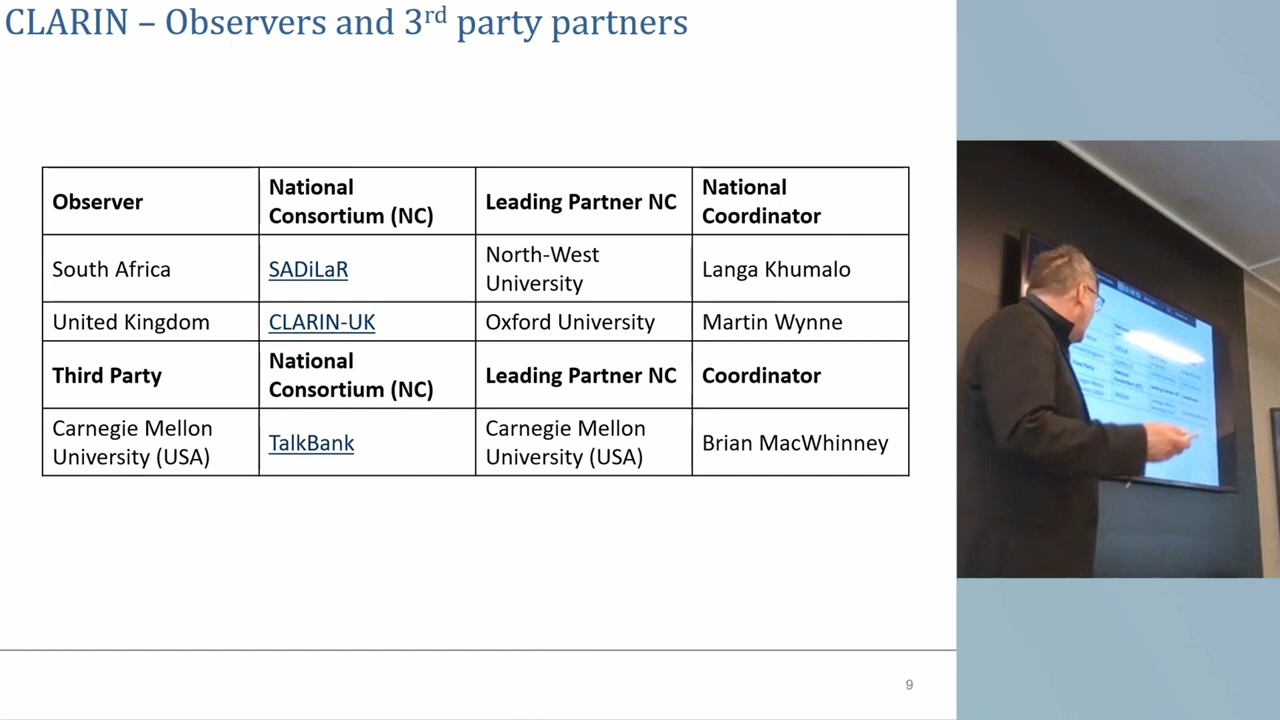 CLARIN – Observers and 3rd party partners
Observer
National
Consortium (NC)
Leading Partner NC
National
Coordinator
South Africa
SADiLaR
North-West
University
Langa Khumalo
United Kingdom
CLARIN-UK
Oxford University
Martin Wynne
Third Party
National
Consortium (NC)
Leading Partner NC
Coordinator
Carnegie Mellon
University (USA)
TalkBank
Carnegie Mellon
University (USA)
Brian MacWhinney
9